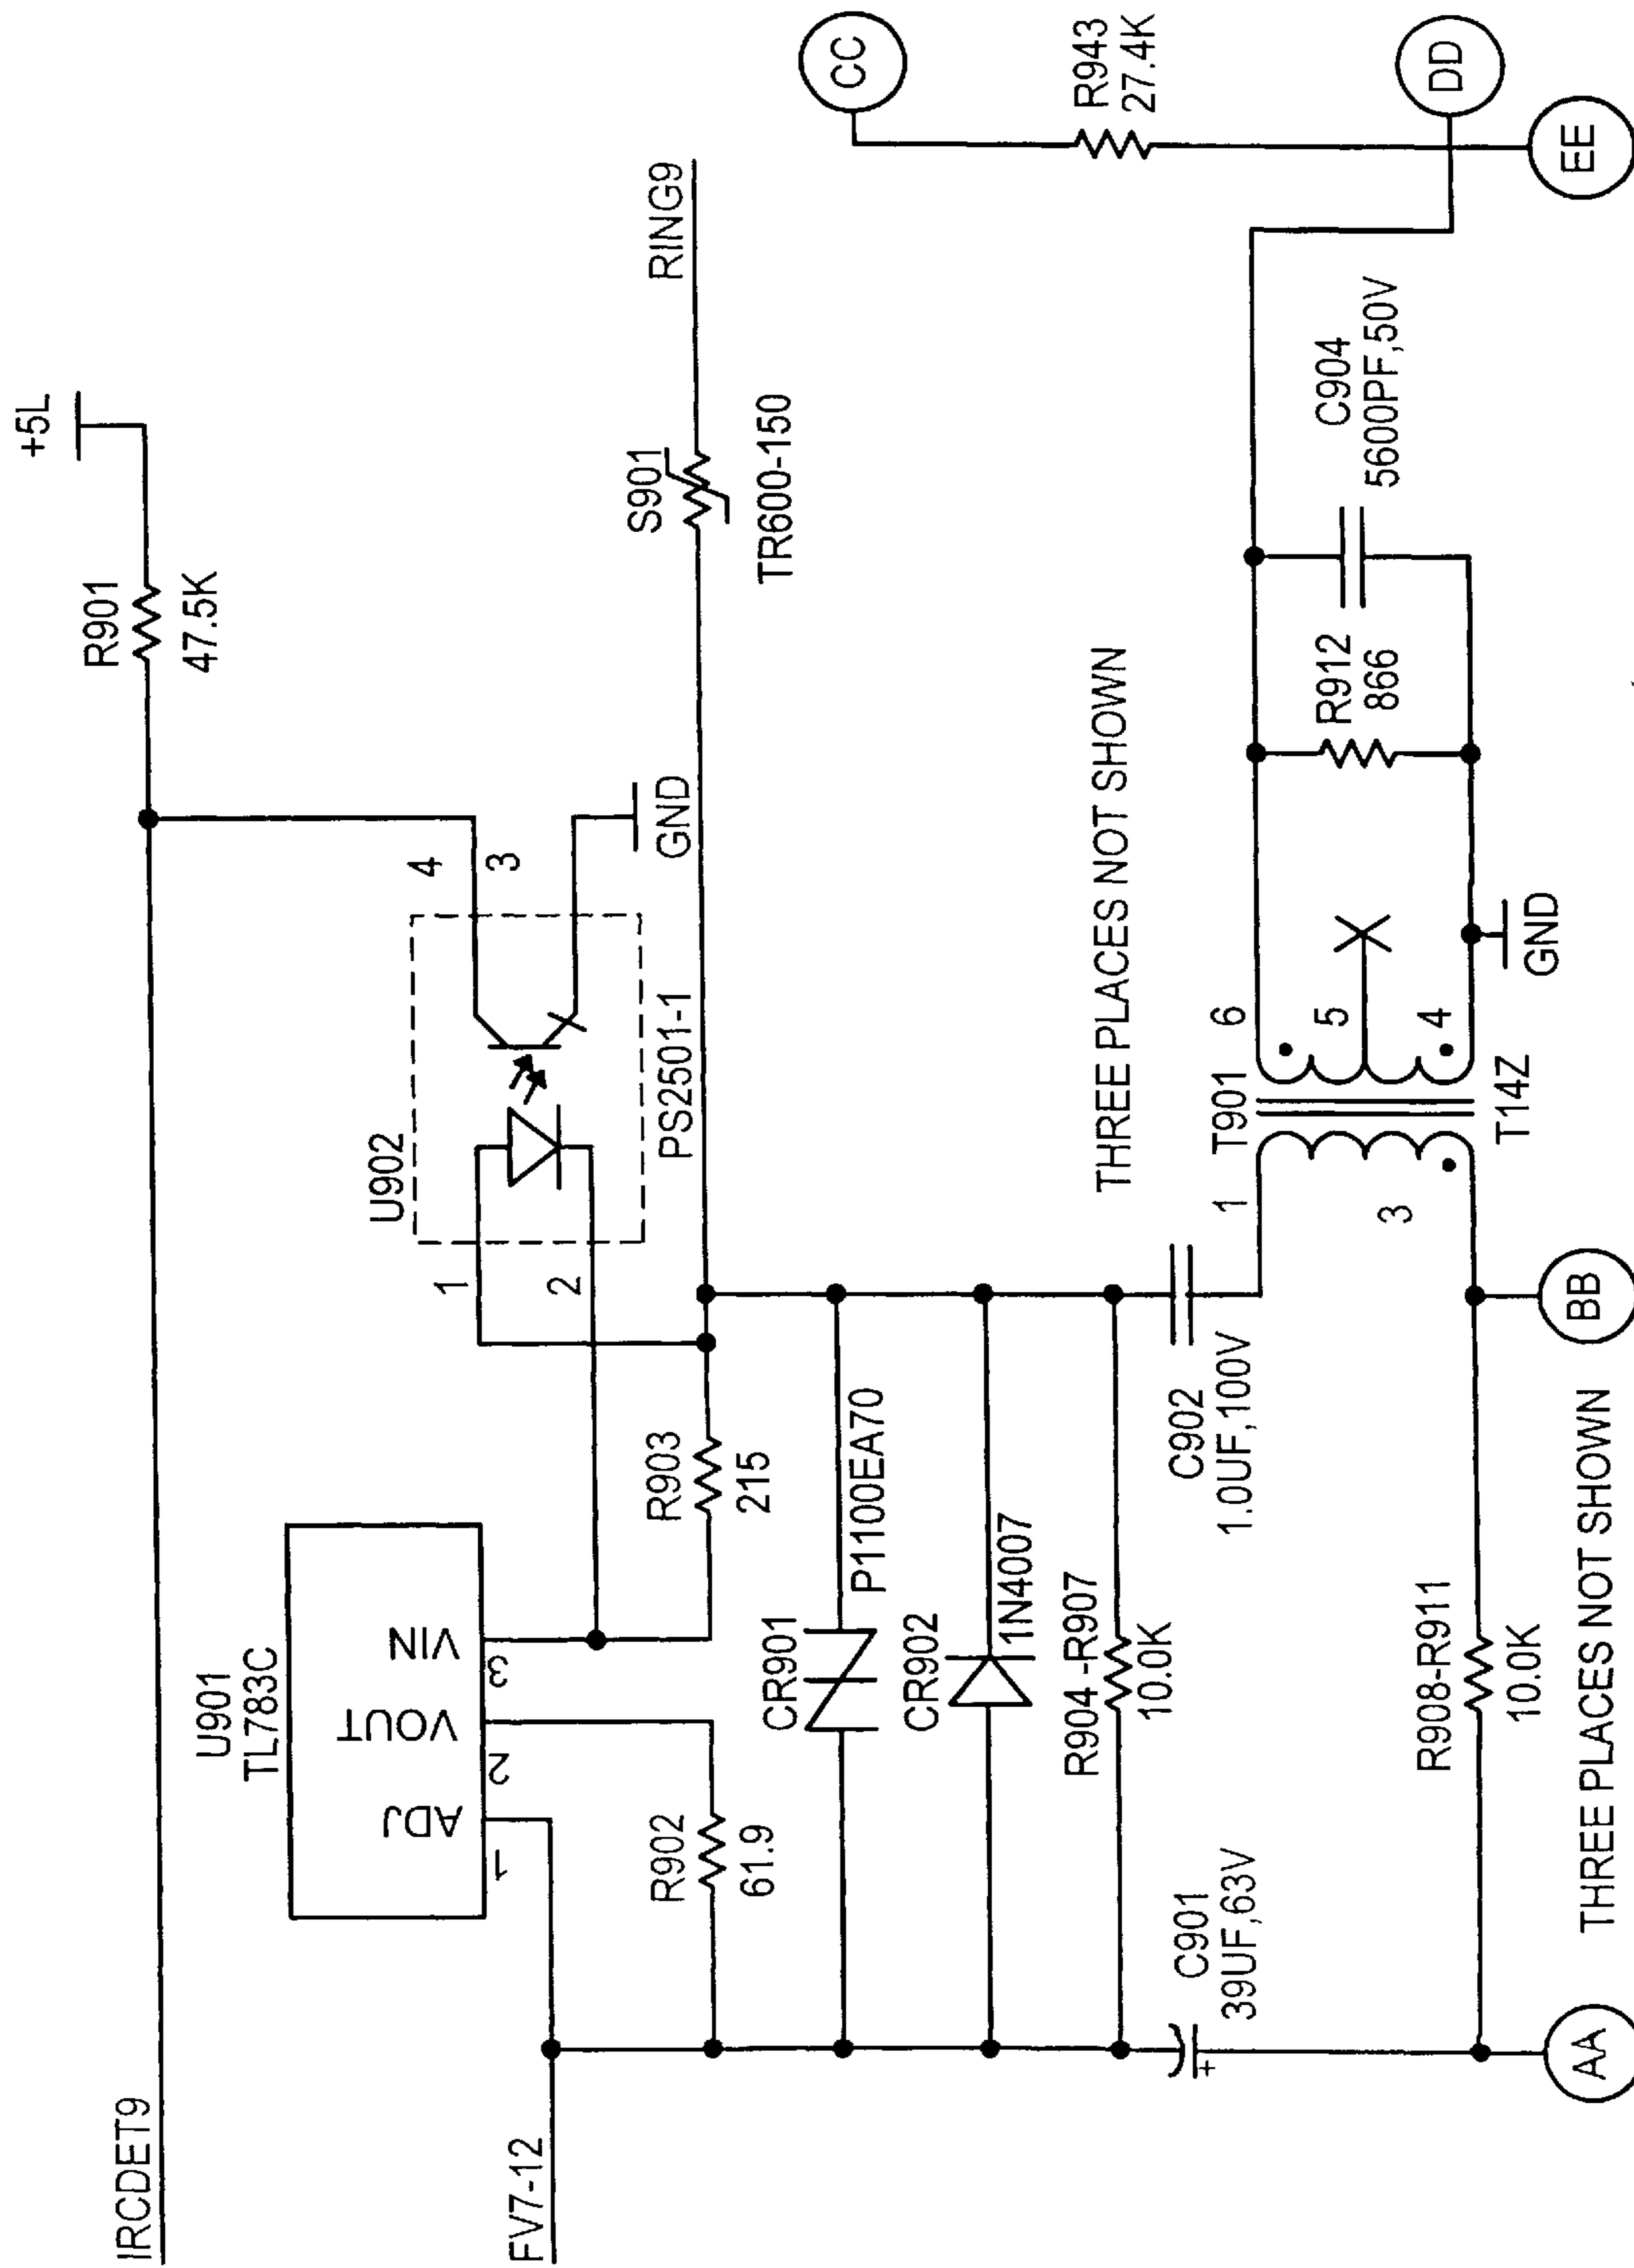 +5L
R901
47.5K
IRCDET9
U901
TL783C
ADJ
VOUT
VIN
1
2
3
U902
1
2
4
3
PS2501-1
GND
S901
TR600-150
RING9
FV7-12
R902
61.9
R903
215
CR901
P1100EA70
CR902
1N4007
R904-R907
10.0K
THREE PLACES NOT SHOWN
C901
39UF,63V
+
C902
1.0UF,100V
T901
1
3
6
5
4
T14Z
GND
R912
866
C904
5600PF,50V
CC
R943
27.4K
DD
EE
R908-R911
10.0K
THREE PLACES NOT SHOWN
AA
BB